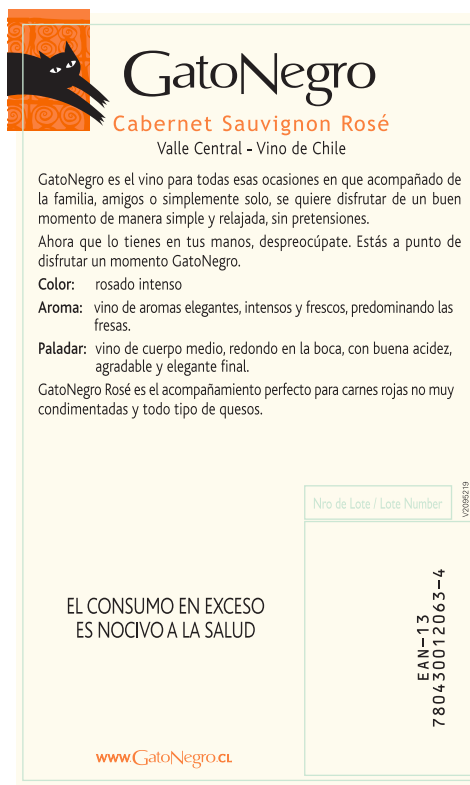 GatoNegro
Cabernet Sauvignon Rosé
Valle Central - Vino de Chile
GatoNegro es el vino para todas esas ocasiones en que acompañado de
la familia, amigos o simplemente solo, se quiere disfrutar de un buen
momento de manera simple y relajada, sin pretensiones.
Ahora que lo tienes en tus manos, despreocúpate. Estás a punto de
disfrutar un momento GatoNegro.
Color: rosado intenso
Aroma: vino de aromas elegantes, intensos y frescos, predominando las
fresas.
Paladar: vino de cuerpo medio, redondo en la boca, con buena acidez,
agradable y elegante final.
GatoNegro Rosé es el acompañamiento perfecto para carnes rojas no muy
condimentadas y todo tipo de quesos.
Nro de Lote / Lote Number
V2095219
EL CONSUMO EN EXCESO
ES NOCIVO A LA SALUD
EAN-13
780430012063-4
www.GatoNegro.CL